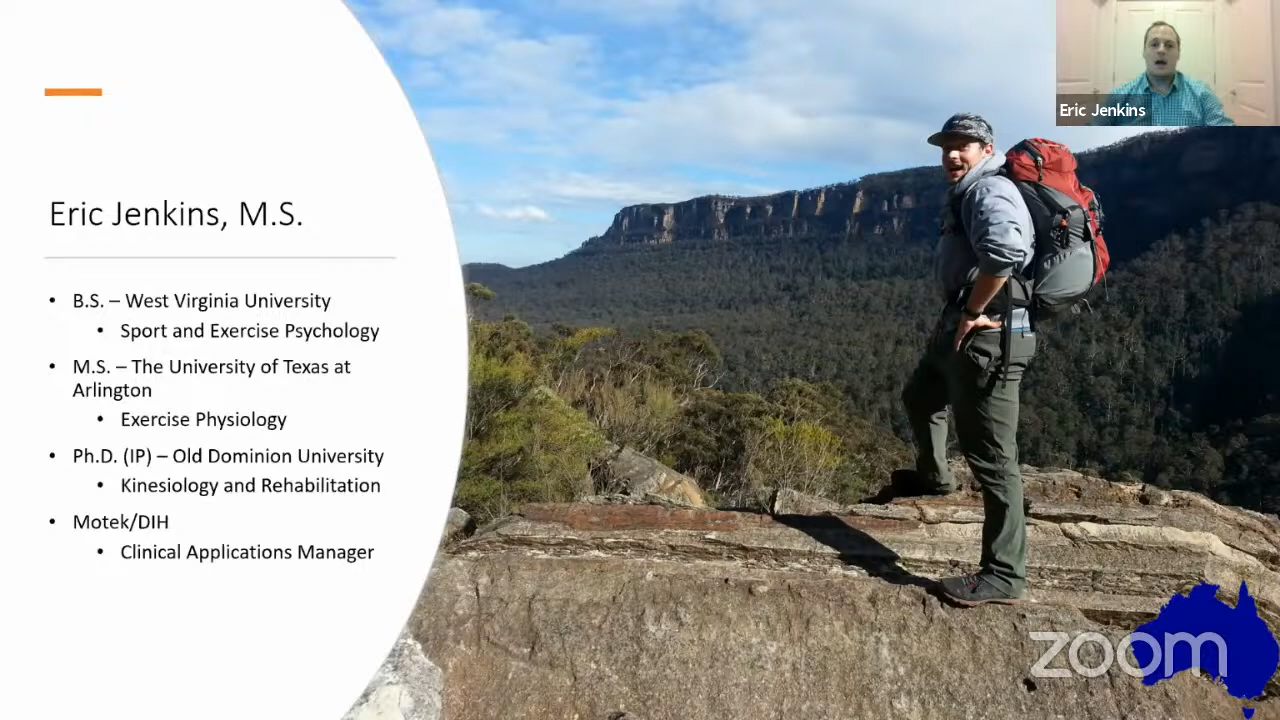 Eric Jenkins
Eric Jenkins, M.S.
• B.S. – West Virginia University
• Sport and Exercise Psychology
• M.S. – The University of Texas at
Arlington
• Exercise Physiology
• Ph.D. (IP) – Old Dominion University
• Kinesiology and Rehabilitation
• Motek/DIH
• Clinical Applications Manager
zoom